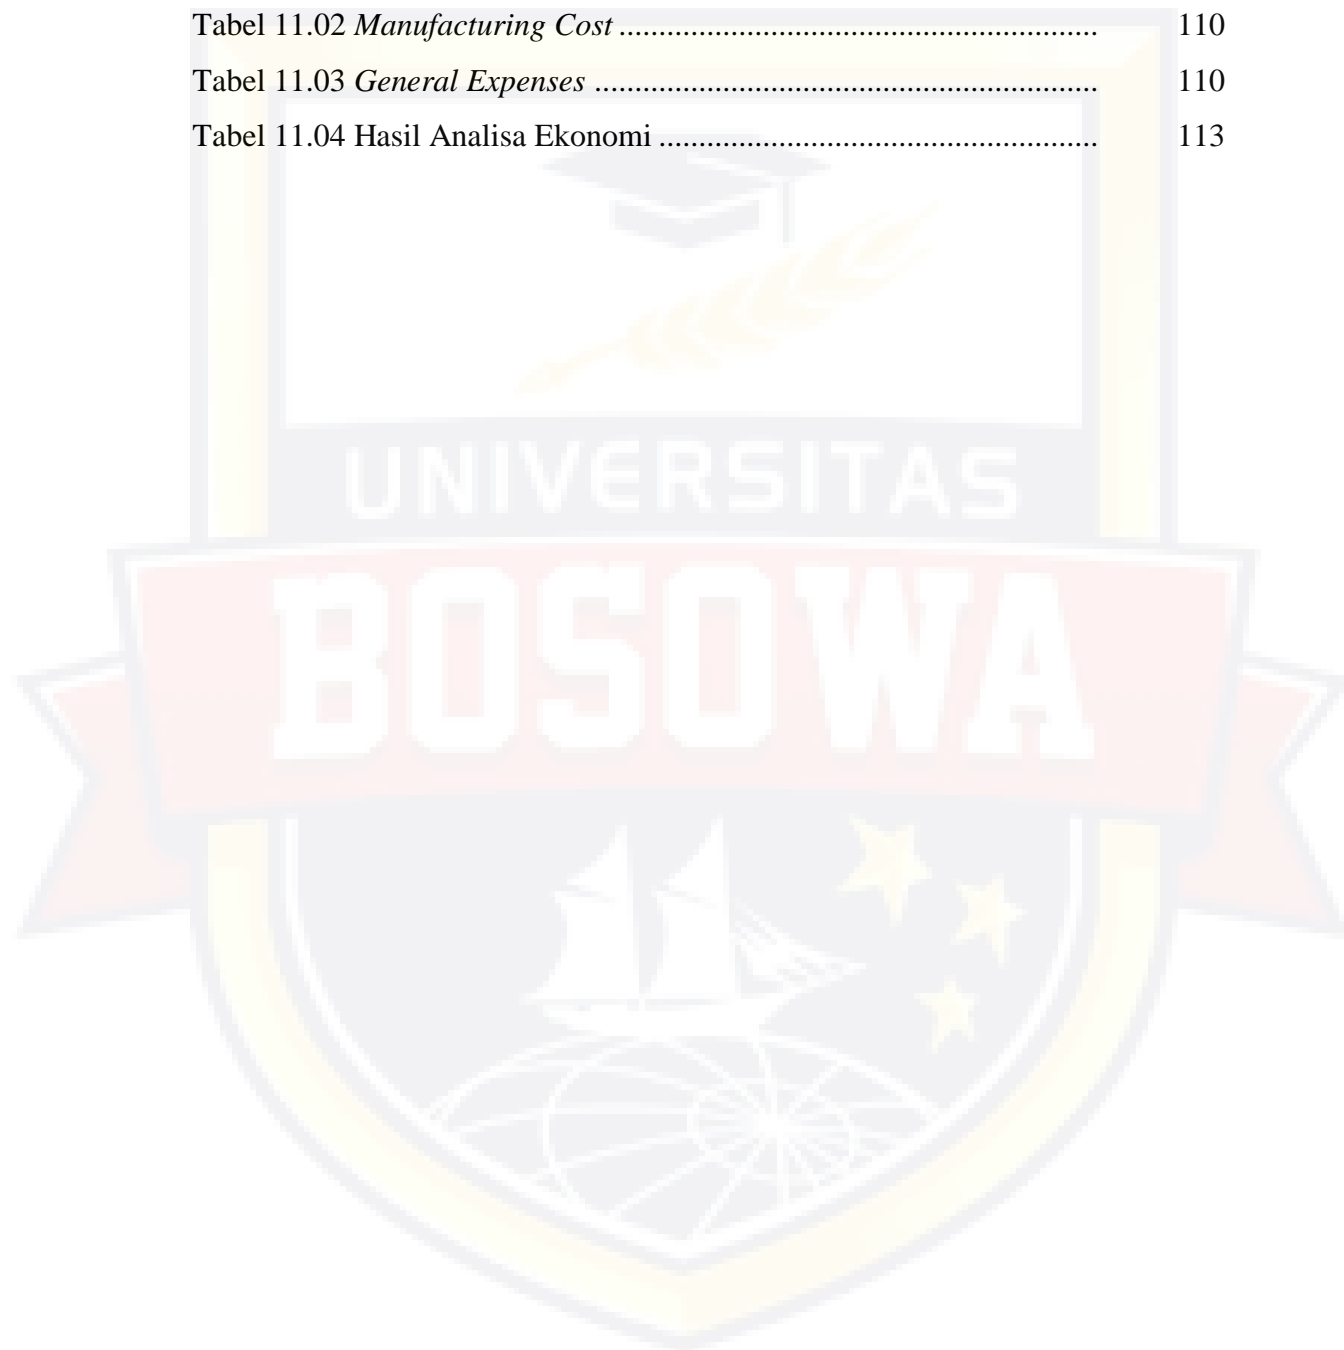 Tabel 11.02 Manufacturing Cost ............................................................ 110
Tabel 11.03 General Expenses ............................................................... 110
Tabel 11.04 Hasil Analisa Ekonomi ....................................................... 113
UNIVERSITAS
BOSOWA